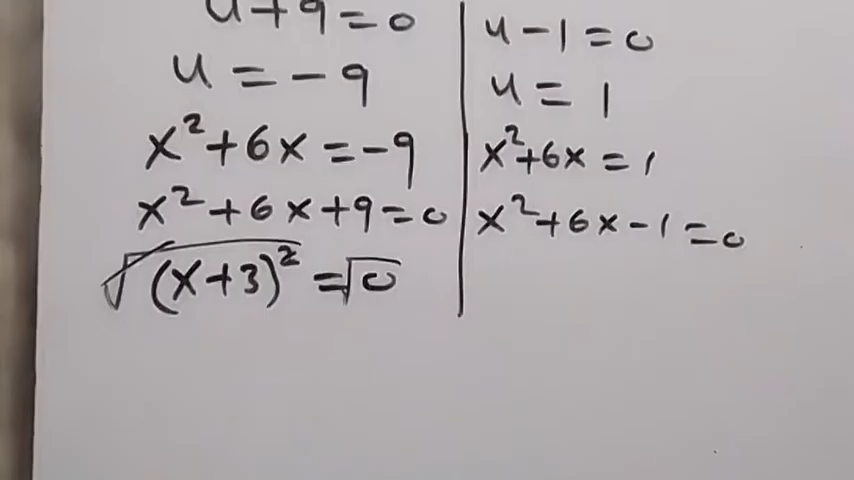 u+9=0
u=-9
x²+6x=-9
x²+6x+9=0
√(x+3)²=√0
u-1=0
u=1
x²+6x=1
x²+6x-1=0